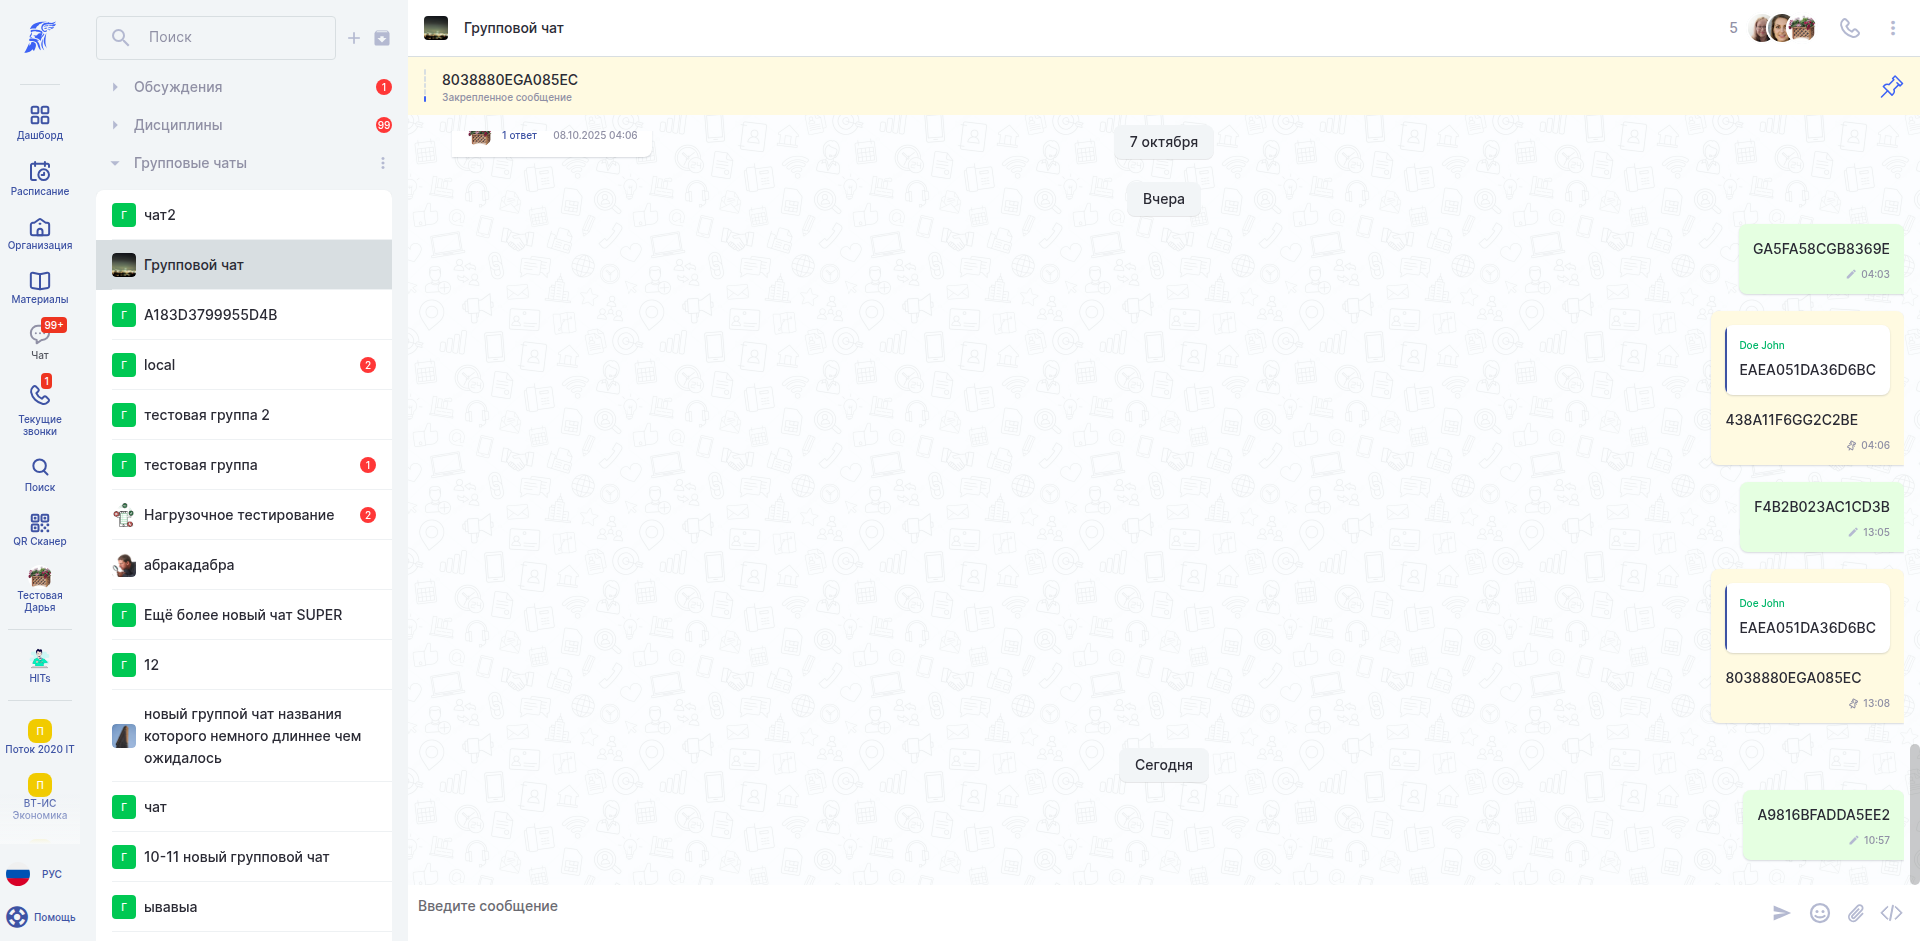 Дашборд
Расписание
Организация
Материалы
99+
Чат
1
Текущие
звонки
Поиск
QR Сканер
Тестовая
Дарья
HITs
П
Поток 2020 IT
П
ВТ-ИС
Экономика
РУС
Помощь
Поиск
Обсуждения 1
Дисциплины 99
Групповые чаты
Г чат2
Групповой чат
Г A183D3799955D4B
Г local 2
Г тестовая группа 2
Г тестовая группа 1
Нагрузочное тестирование 2
абракадабра
Г Ещё более новый чат SUPER
Г 12
новый группой чат названия
которого немного длиннее чем
ожидалось
Г чат
Г 10-11 новый групповой чат
Г ывавыа
Групповой чат 5
8038880EGA085EC
Закрепленное сообщение
1 ответ 08.10.2025 04:06
7 октября
Вчера
GA5FA58CGB8369E
04:03
Doe John
EAEA051DA36D6BC
438A11F6GG2C2BE
04:06
F4B2B023AC1CD3B
13:05
Doe John
EAEA051DA36D6BC
8038880EGA085EC
13:08
Сегодня
A9816BFADDA5EE2
10:57
Введите сообщение